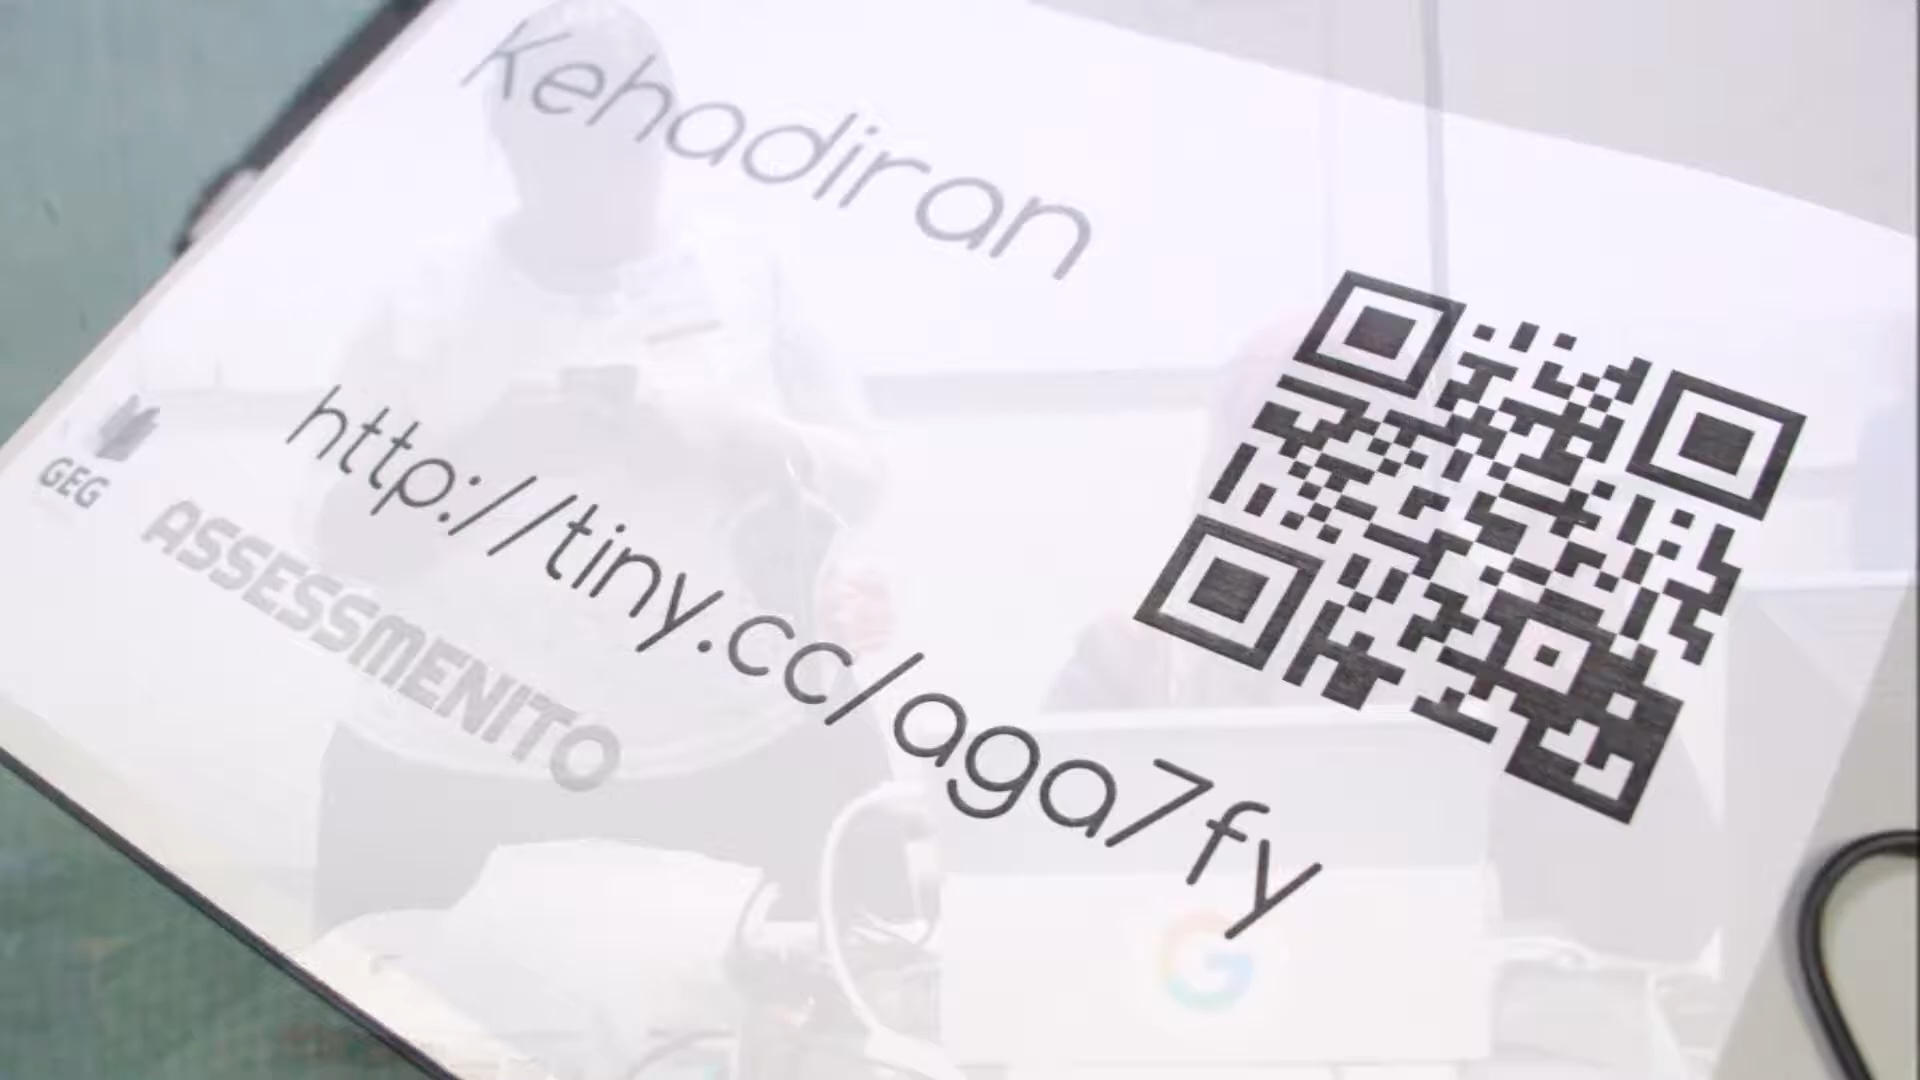 Kehadiran
http://tiny.cc/aga7fy
GEG
ASSESSMENITO
G